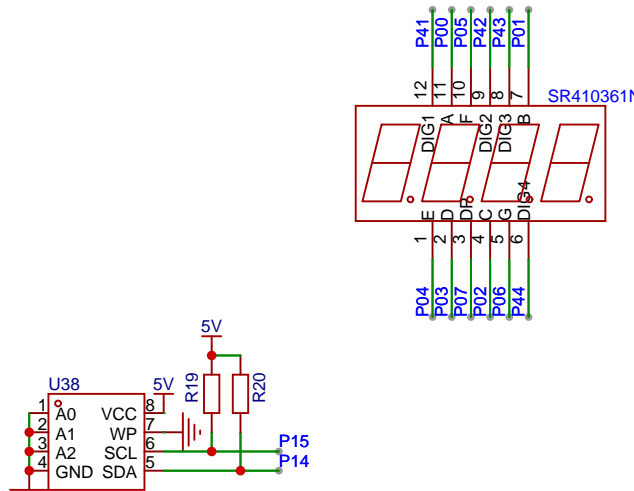 P41 P00 P05 P42 P43 P01
12 11 10 9 8 7
SR410361N
DIG1 A F DIG2 DIG3 B
E D DP C G DIG4
1 2 3 4 5 6
P04 P03 P07 P02 P06 P44
5V
U38
5V
R19
R20
1 A0 VCC 8
2 A1 WP 7
3 A2 SCL 6 P15
4 GND SDA 5 P14